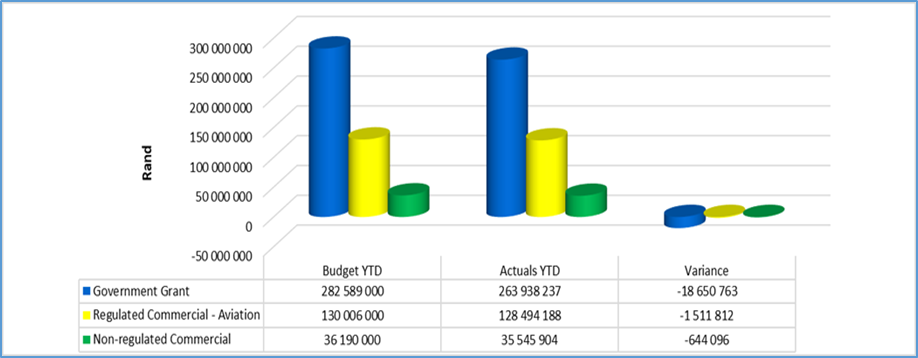 300 000 000
250 000 000
200 000 000
150 000 000
100 000 000
50 000 000
0
-50 000 000
Rand
Budget YTD Actuals YTD Variance
Government Grant 282 589 000 263 938 237 -18 650 763
Regulated Commercial - Aviation 130 006 000 128 494 188 -1 511 812
Non-regulated Commercial 36 190 000 35 545 904 -644 096